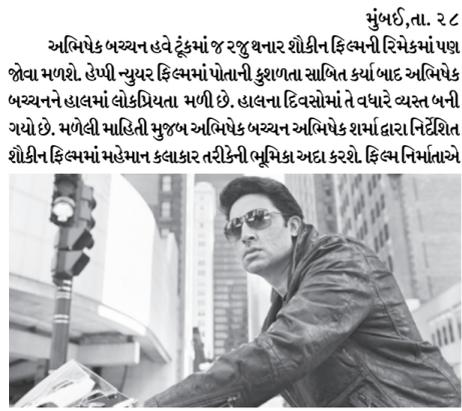 મુંબઈ,તા. ૨૮
અભિષેક બચ્ચન હવે ટૂંકમાં જ રજુ થનાર શૌકીન ફિલ્મની રિમેકમાં પણ
જોવા મળશે. હેપ્પી ન્યુયર ફિલ્મમાં પોતાની કુશળતા સાબિત કર્યા બાદ અભિષેક
બચ્ચનને હાલમાં લોકપ્રિયતા મળી છે. હાલના દિવસોમાં તે વધારે વ્યસ્ત બની
ગયો છે. મળેલી માહિતી મુજબ અભિષેક બચ્ચન અભિષેક શર્મા દ્વારા નિર્દેશિત
શૌકીન ફિલ્મમાં મહેમાન કલાકાર તરીકેની ભૂમિકા અદા કરશે. ફિલ્મ નિર્માતાએ